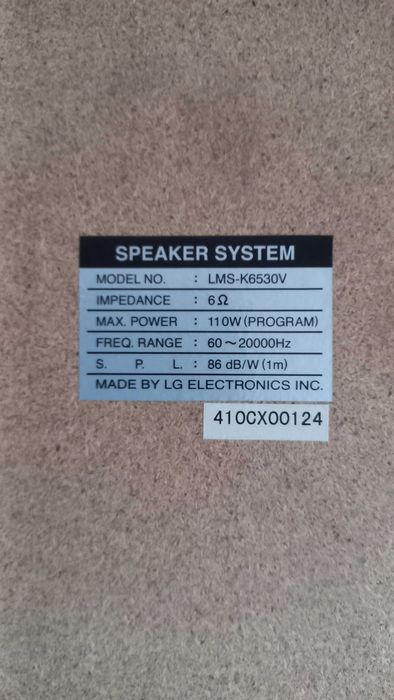 SPEAKER SYSTEM
MODEL NO. : LMS-K6530V
IMPEDANCE : 6Ω
MAX. POWER : 110W (PROGRAM)
FREQ. RANGE : 60～20000Hz
S. P. L. : 86 dB/W (1m)
MADE BY LG ELECTRONICS INC.
410CX00124